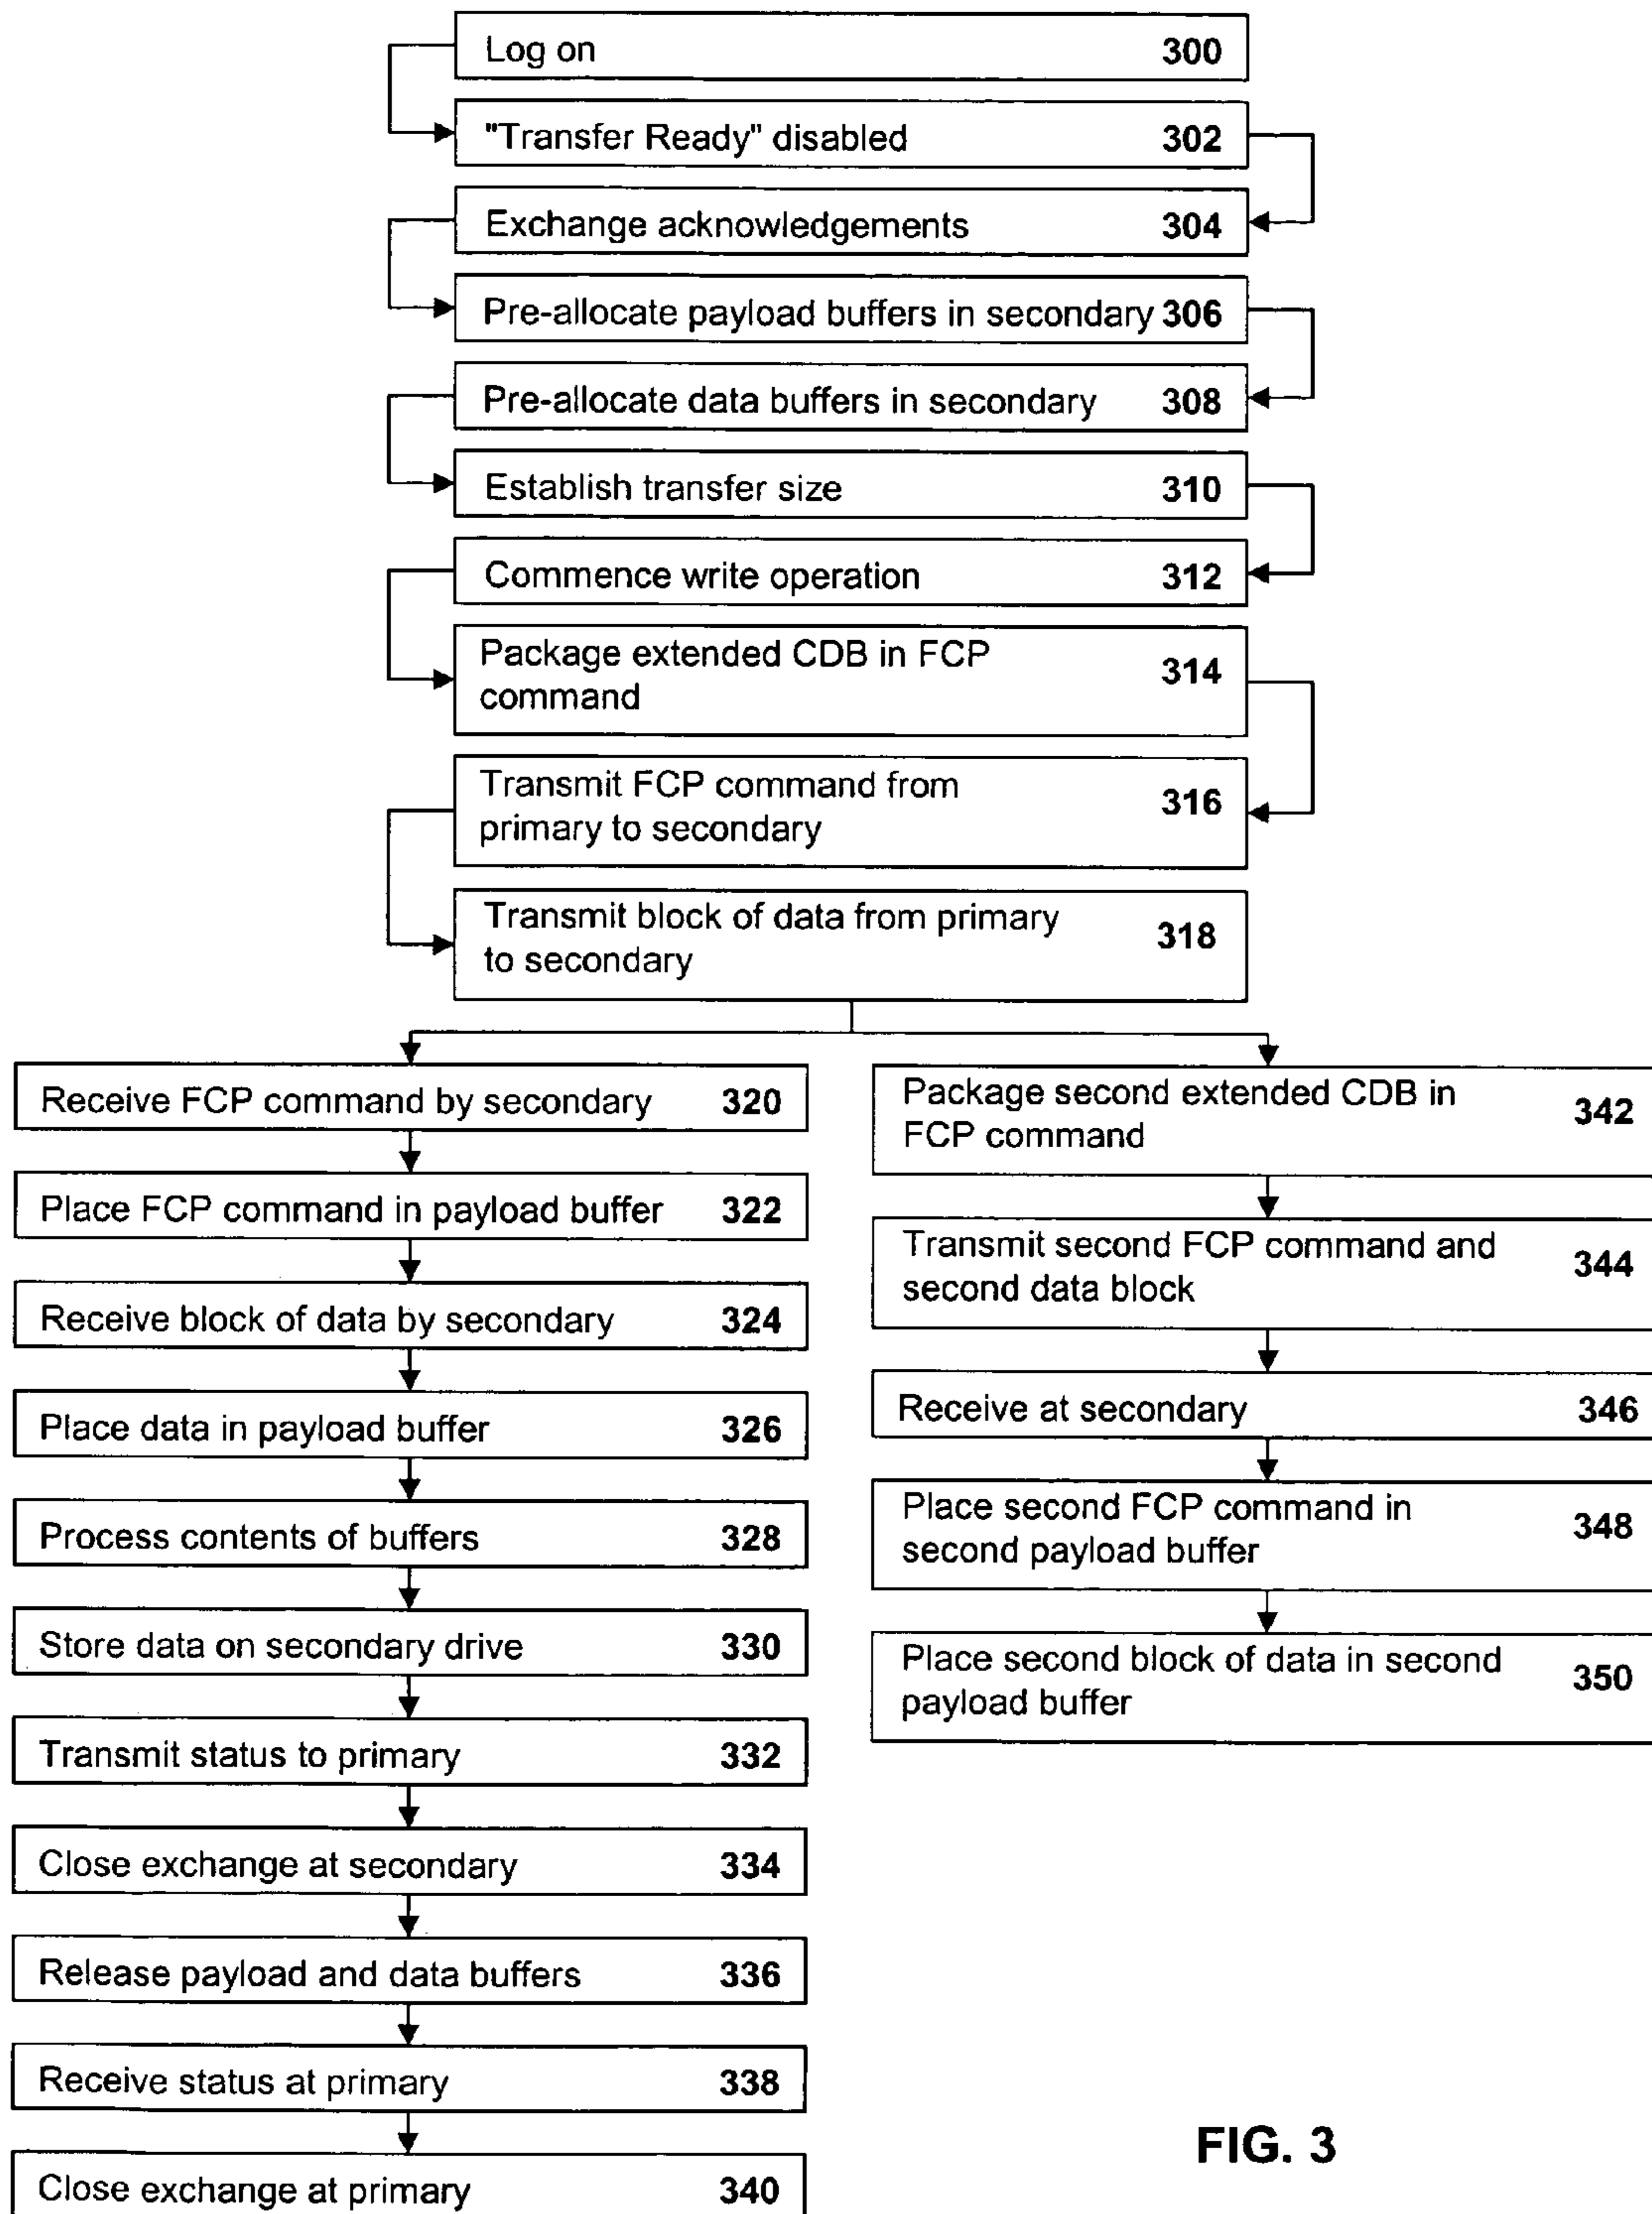 Log on 300
"Transfer Ready" disabled 302
Exchange acknowledgements 304
Pre-allocate payload buffers in secondary 306
Pre-allocate data buffers in secondary 308
Establish transfer size 310
Commence write operation 312
Package extended CDB in FCP
command 314
Transmit FCP command from
primary to secondary 316
Transmit block of data from primary
to secondary 318
Receive FCP command by secondary 320
Place FCP command in payload buffer 322
Receive block of data by secondary 324
Place data in payload buffer 326
Process contents of buffers 328
Store data on secondary drive 330
Transmit status to primary 332
Close exchange at secondary 334
Release payload and data buffers 336
Receive status at primary 338
Close exchange at primary 340
Package second extended CDB in
FCP command 342
Transmit second FCP command and
second data block 344
Receive at secondary 346
Place second FCP command in
second payload buffer 348
Place second block of data in second
payload buffer 350
FIG. 3